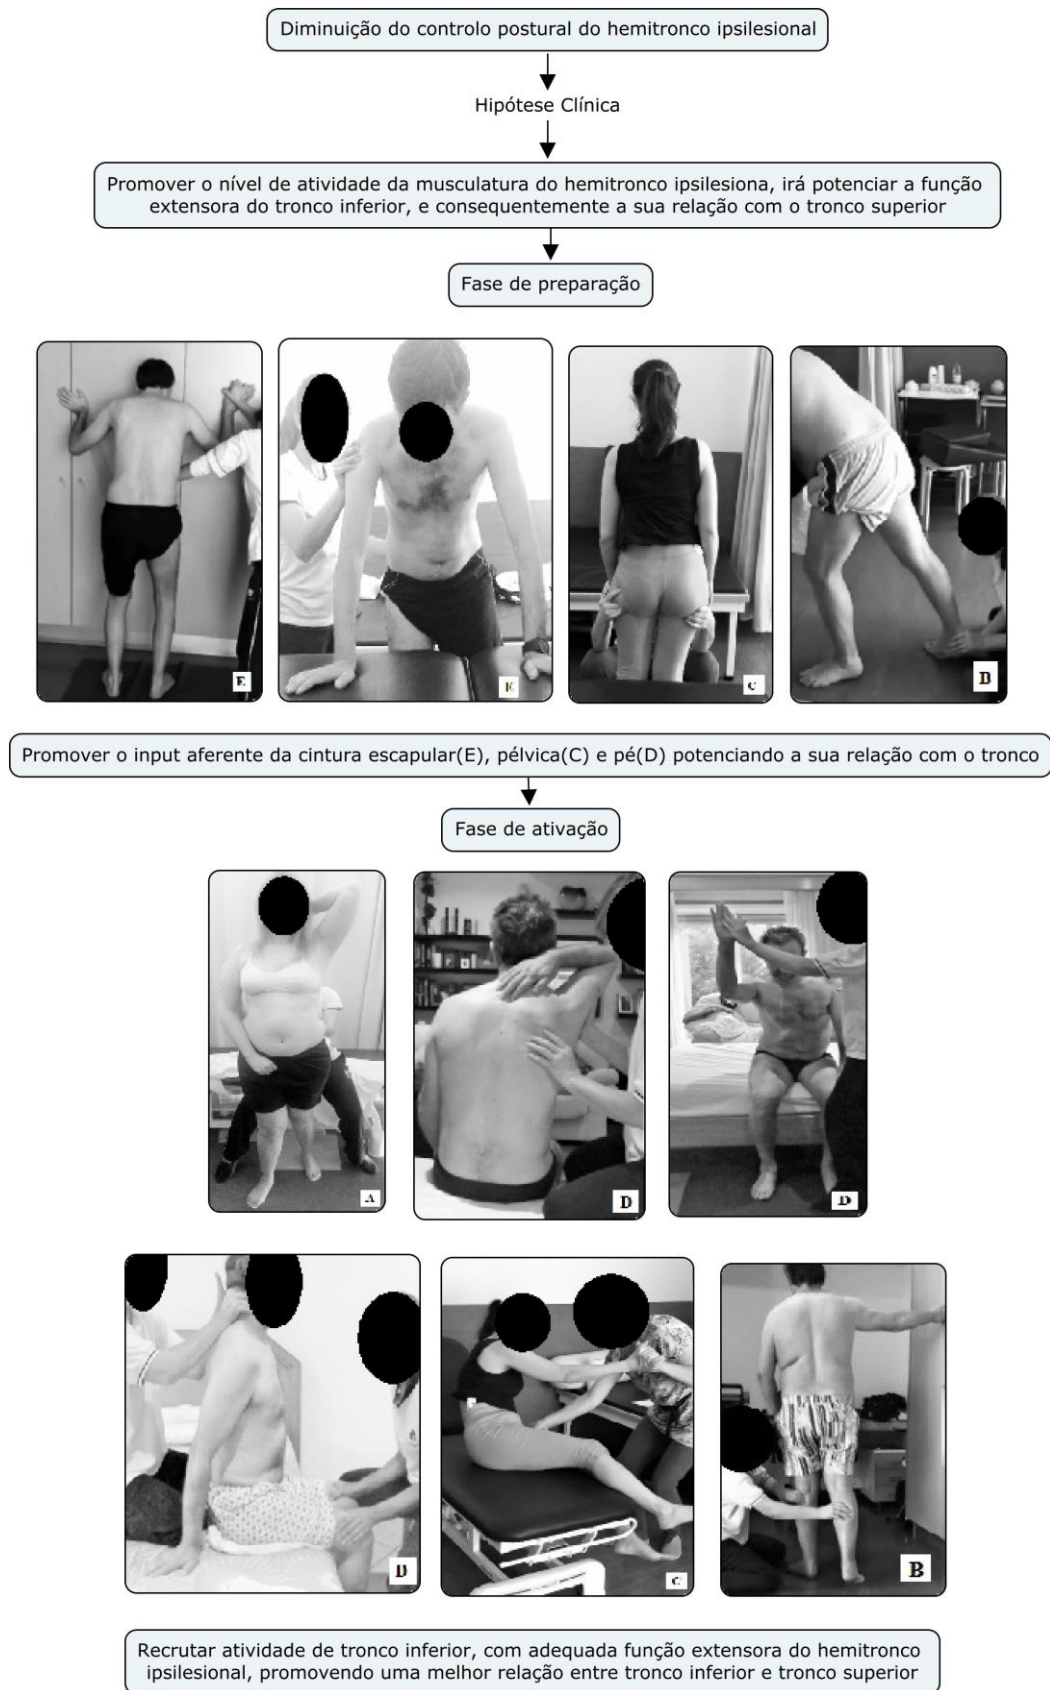 Diminuição do controlo postural do hemitronco ipsilesional
Hipótese Clínica
Promover o nível de atividade da musculatura do hemitronco ipsilesiona, irá potenciar a função
extensora do tronco inferior, e consequentemente a sua relação com o tronco superior
Fase de preparação
E
E
C
D
Promover o input aferente da cintura escapular(E), pélvica(C) e pé(D) potenciando a sua relação com o tronco
Fase de ativação
A
D
D
D
C
B
Recrutar atividade de tronco inferior, com adequada função extensora do hemitronco
ipsilesional, promovendo uma melhor relação entre tronco inferior e tronco superior